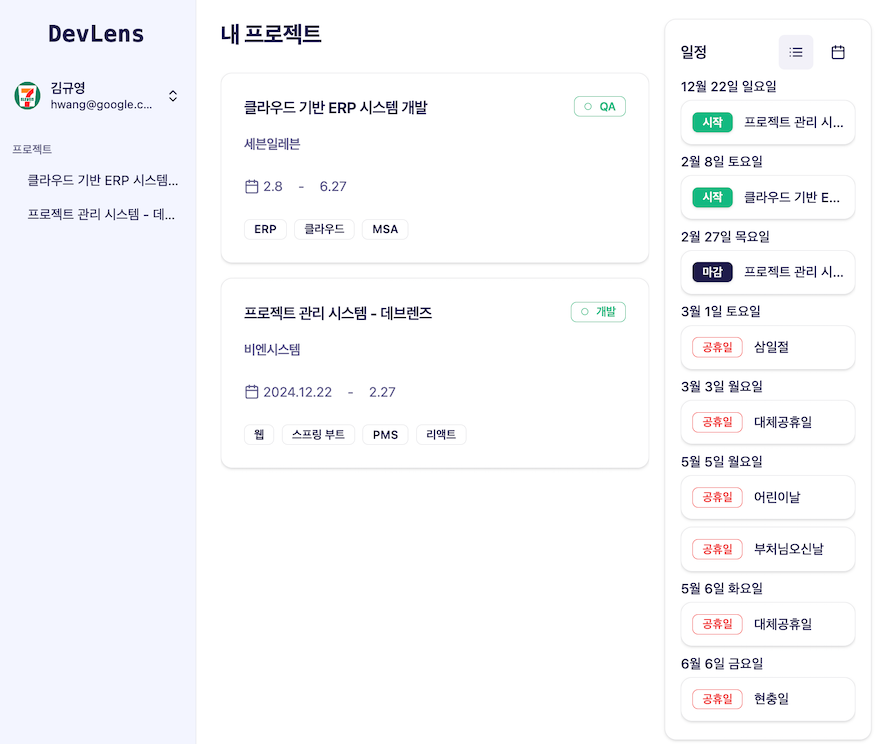 DevLens
김규영
hwang@google.c...
프로젝트
클라우드 기반 ERP 시스템...
프로젝트 관리 시스템 - 데...
내 프로젝트
클라우드 기반 ERP 시스템 개발
QA
세븐일레븐
2.8 - 6.27
ERP 클라우드 MSA
프로젝트 관리 시스템 - 데브렌즈
개발
비엔시스템
2024.12.22 - 2.27
웹 스프링 부트 PMS 리액트
일정
12월 22일 일요일
시작 프로젝트 관리 시...
2월 8일 토요일
시작 클라우드 기반 E...
2월 27일 목요일
마감 프로젝트 관리 시...
3월 1일 토요일
공휴일 삼일절
3월 3일 월요일
공휴일 대체공휴일
5월 5일 월요일
공휴일 어린이날
공휴일 부처님오신날
5월 6일 화요일
공휴일 대체공휴일
6월 6일 금요일
공휴일 현충일